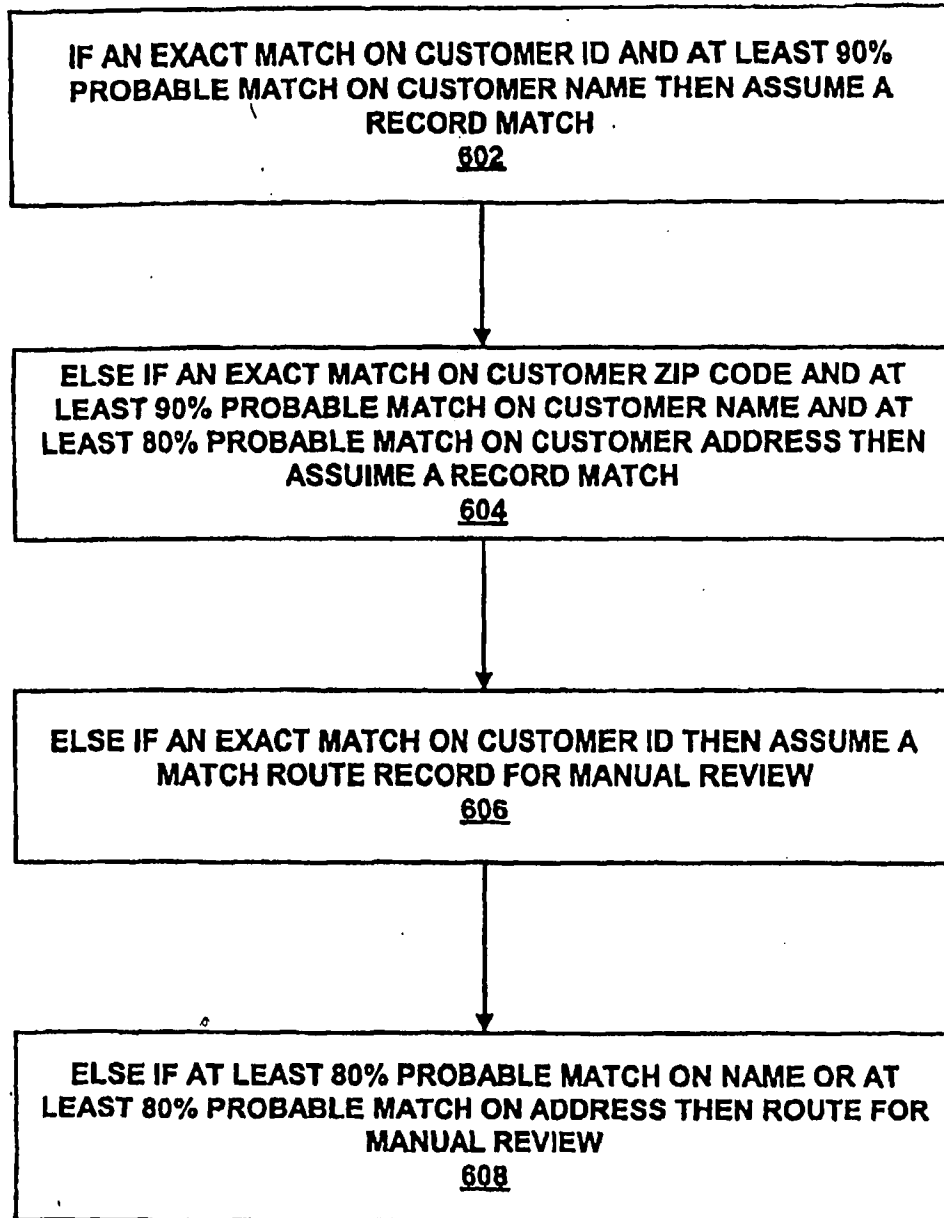 IF AN EXACT MATCH ON CUSTOMER ID AND AT LEAST 90%
PROBABLE MATCH ON CUSTOMER NAME THEN ASSUME A
RECORD MATCH
602
ELSE IF AN EXACT MATCH ON CUSTOMER ZIP CODE AND AT
LEAST 90% PROBABLE MATCH ON CUSTOMER NAME AND AT
LEAST 80% PROBABLE MATCH ON CUSTOMER ADDRESS THEN
ASSUIME A RECORD MATCH
604
ELSE IF AN EXACT MATCH ON CUSTOMER ID THEN ASSUME A
MATCH ROUTE RECORD FOR MANUAL REVIEW
606
ELSE IF AT LEAST 80% PROBABLE MATCH ON NAME OR AT
LEAST 80% PROBABLE MATCH ON ADDRESS THEN ROUTE FOR
MANUAL REVIEW
608